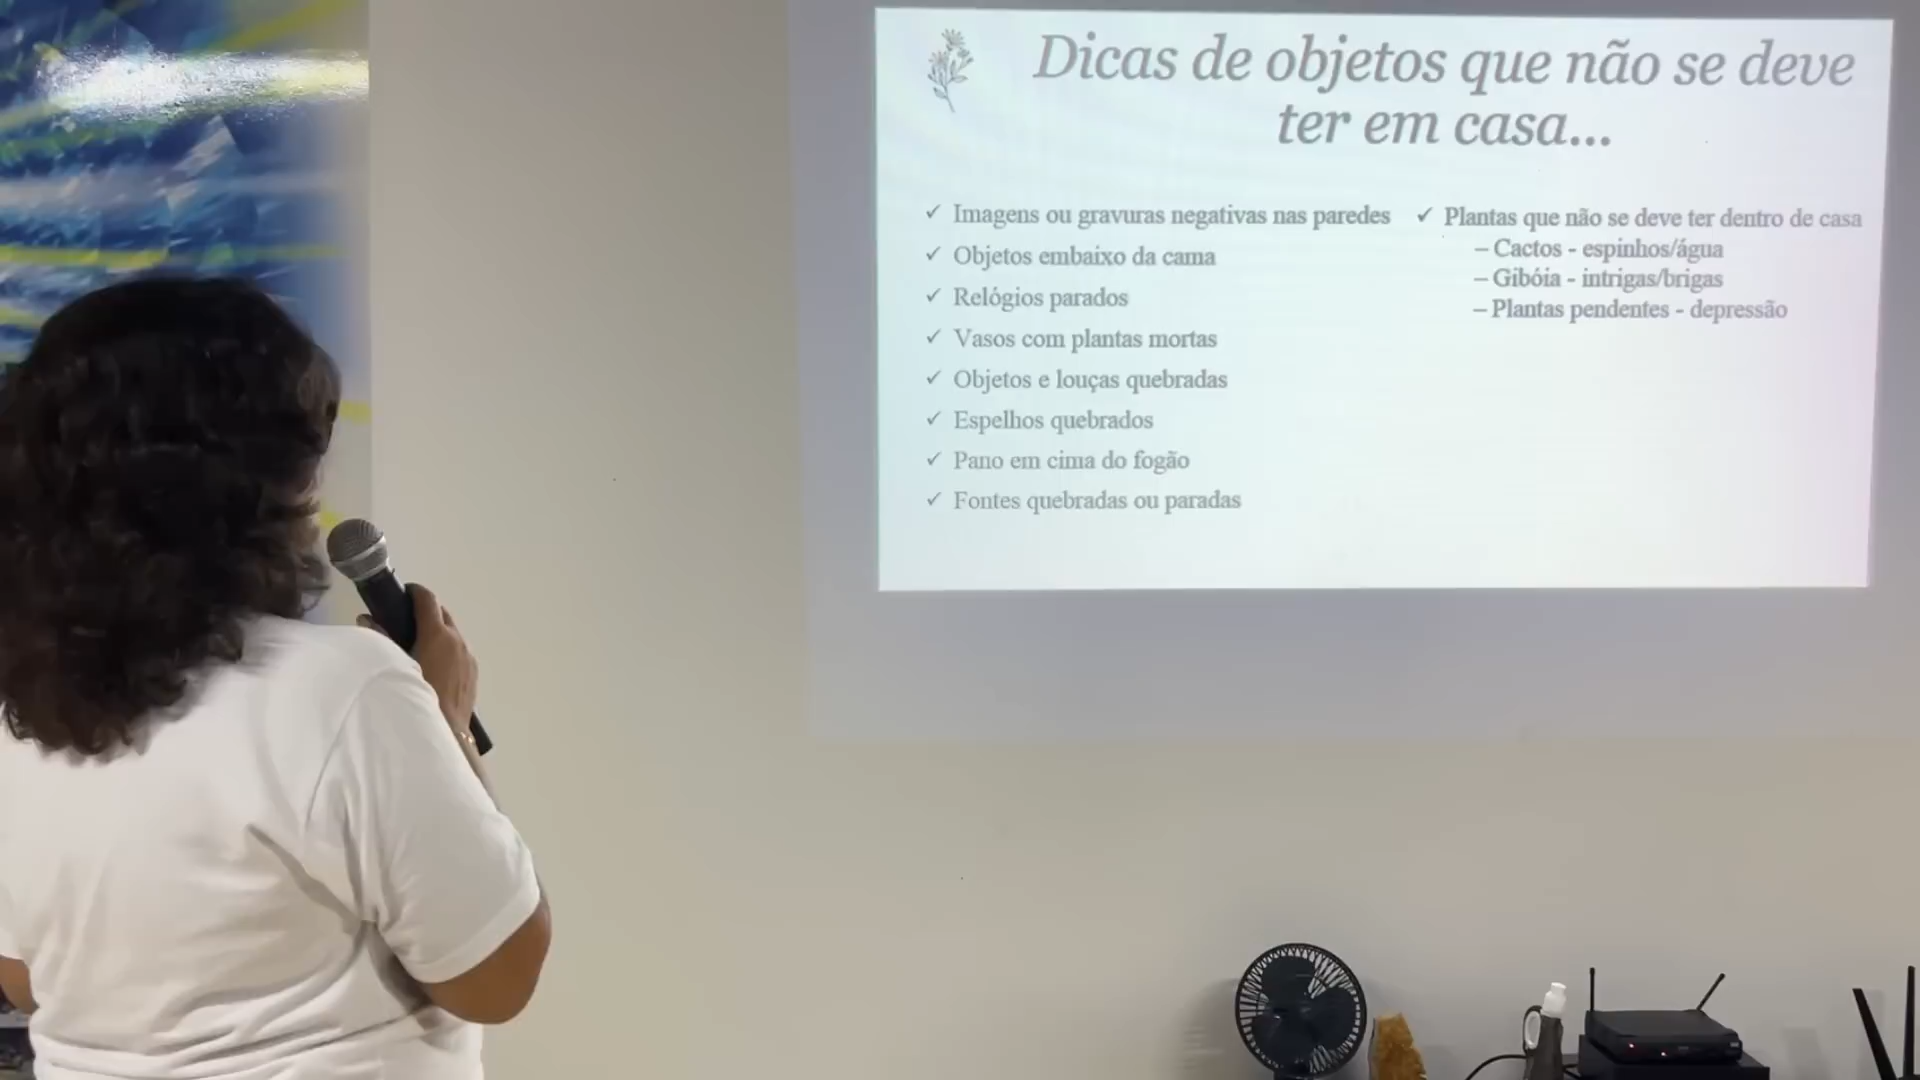 Dicas de objetos que não se deve
ter em casa...
✓ Imagens ou gravuras negativas nas paredes
✓ Objetos embaixo da cama
✓ Relógios parados
✓ Vasos com plantas mortas
✓ Objetos e louças quebradas
✓ Espelhos quebrados
✓ Pano em cima do fogão
✓ Fontes quebradas ou paradas
✓ Plantas que não se deve ter dentro de casa
– Cactos - espinhos/água
– Gibóia - intrigas/brigas
– Plantas pendentes - depressão